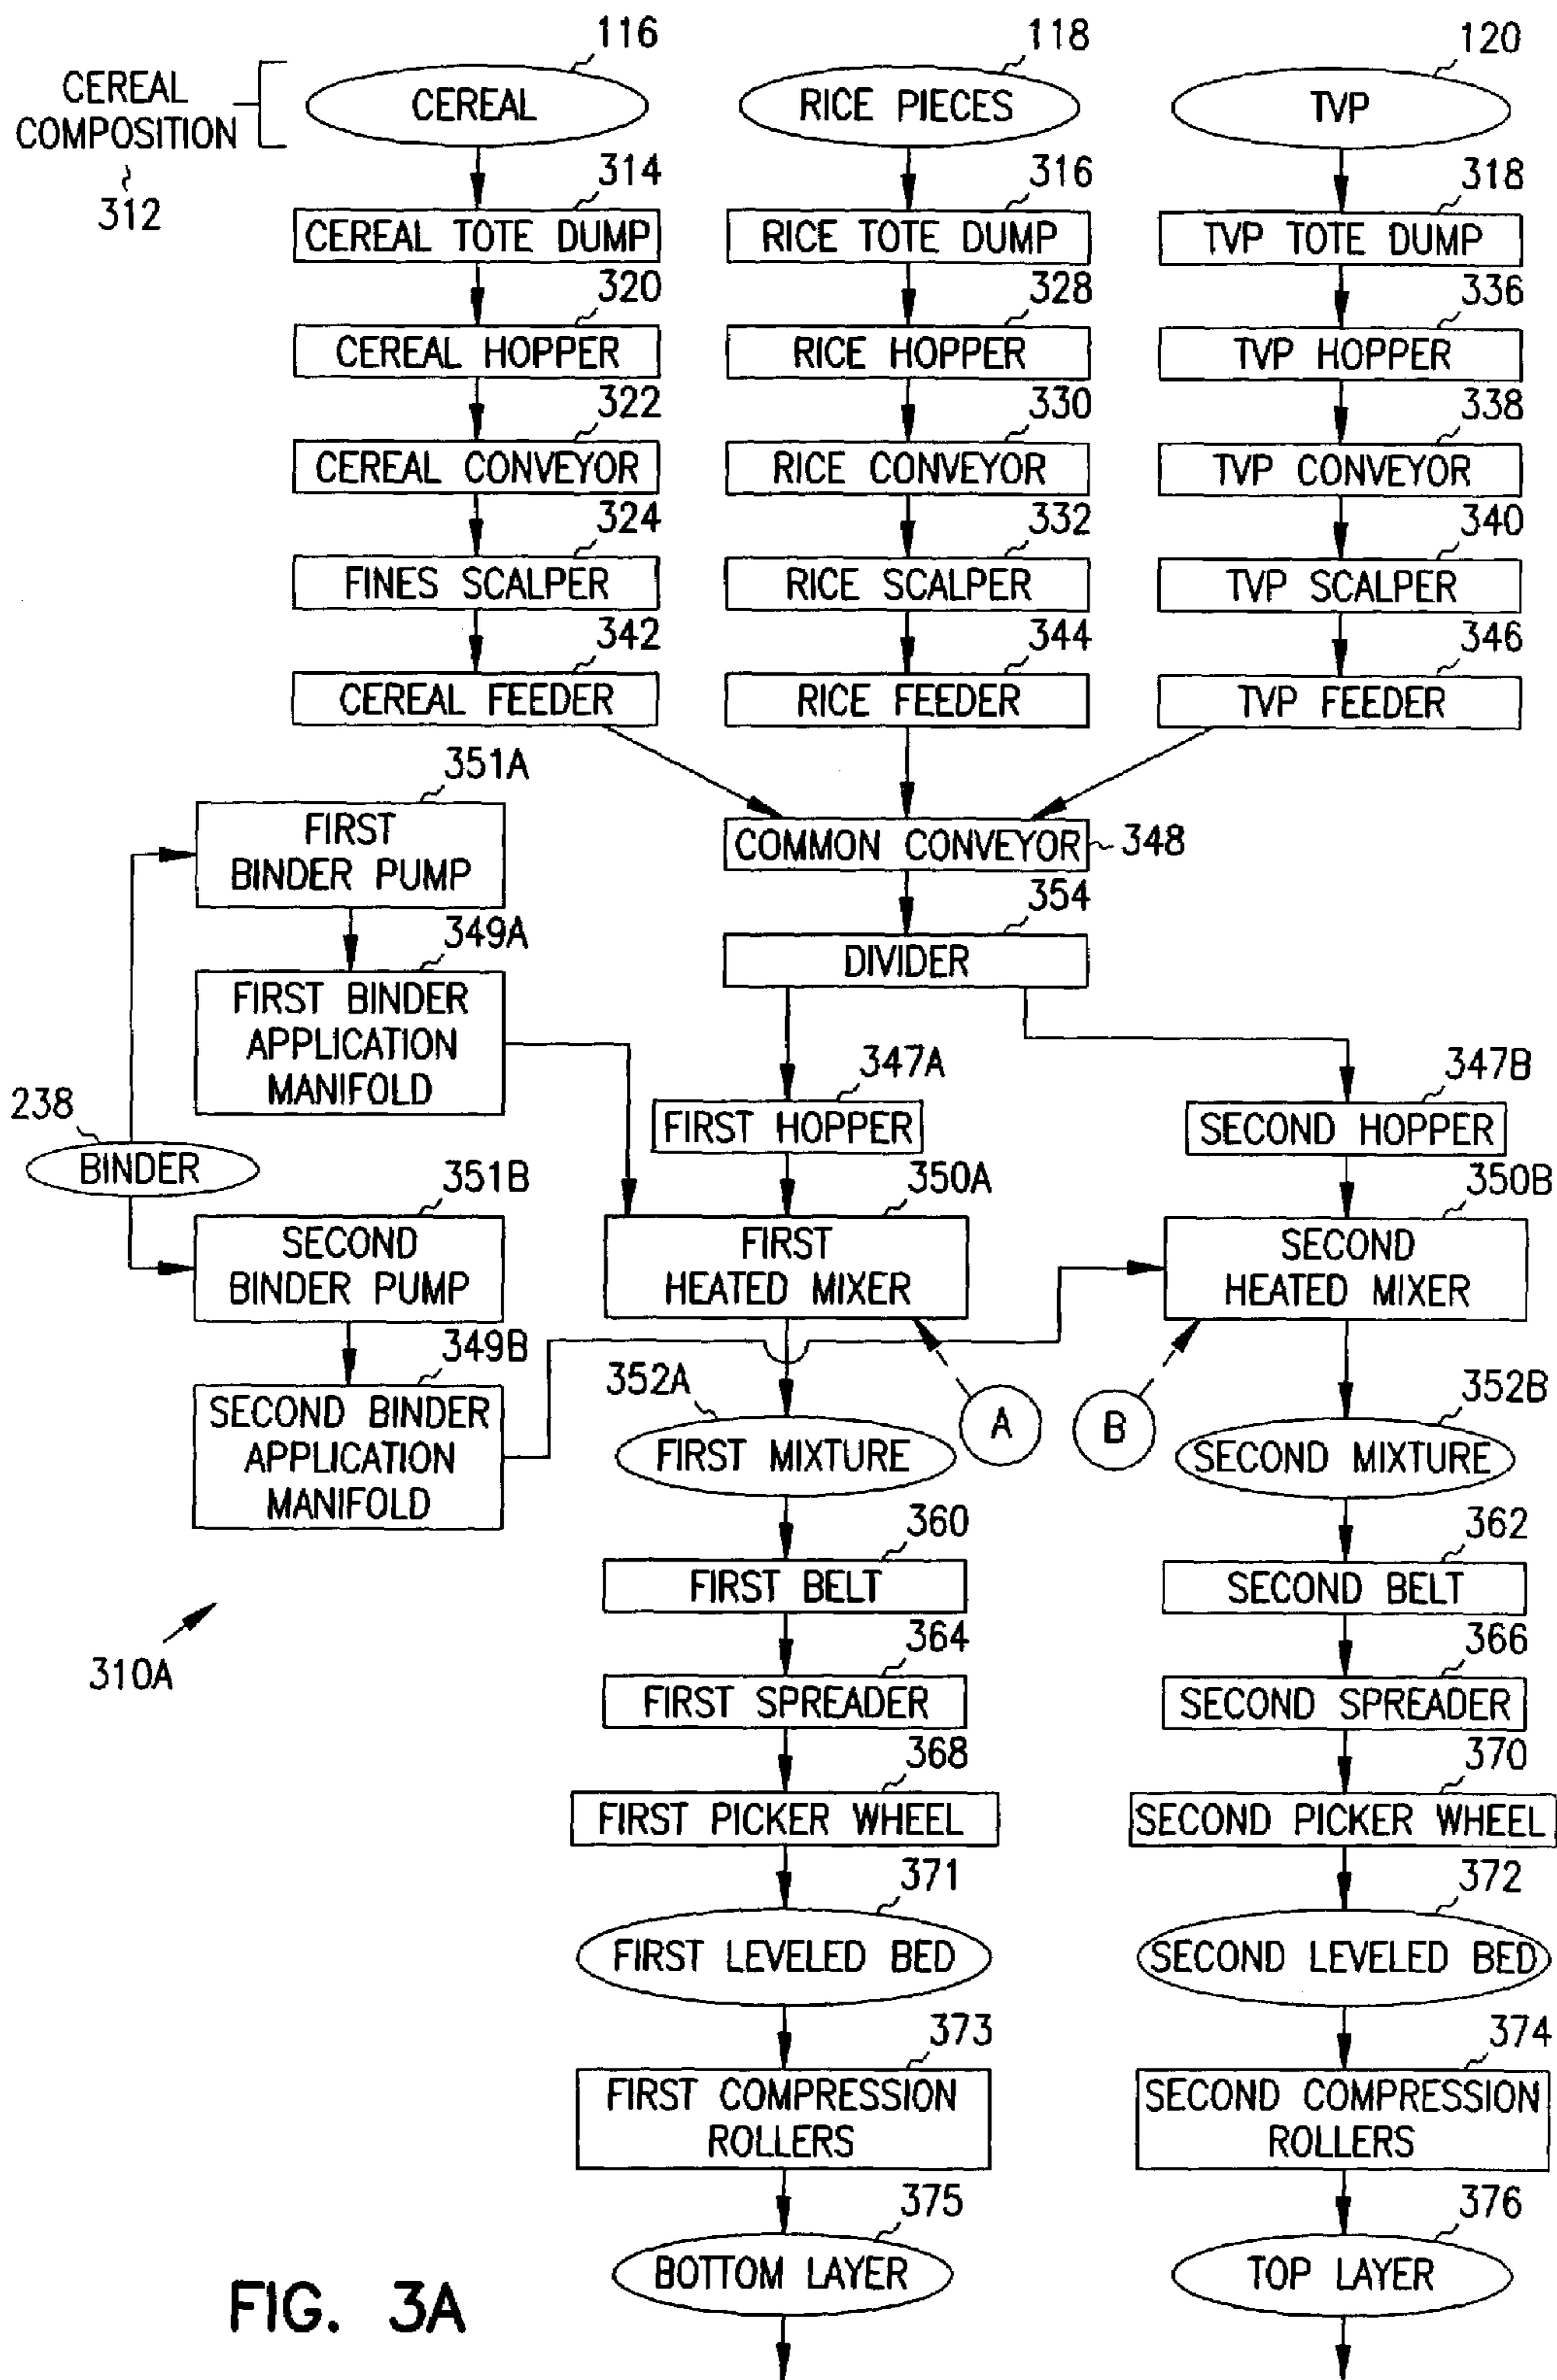 116
118
120
CEREAL
COMPOSITION
312
CEREAL
RICE PIECES
TVP
314
316
318
CEREAL TOTE DUMP
RICE TOTE DUMP
TVP TOTE DUMP
320
328
336
CEREAL HOPPER
RICE HOPPER
TVP HOPPER
322
330
338
CEREAL CONVEYOR
RICE CONVEYOR
TVP CONVEYOR
324
332
340
FINES SCALPER
RICE SCALPER
TVP SCALPER
342
344
346
CEREAL FEEDER
RICE FEEDER
TVP FEEDER
351A
FIRST
BINDER PUMP
COMMON CONVEYOR
348
354
DIVIDER
349A
FIRST BINDER
APPLICATION
MANIFOLD
347A
347B
FIRST HOPPER
SECOND HOPPER
238
BINDER
351B
SECOND
BINDER PUMP
350A
FIRST
HEATED MIXER
350B
SECOND
HEATED MIXER
349B
SECOND BINDER
APPLICATION
MANIFOLD
352A
FIRST MIXTURE
A
B
352B
SECOND MIXTURE
360
362
FIRST BELT
SECOND BELT
310A
364
366
FIRST SPREADER
SECOND SPREADER
368
370
FIRST PICKER WHEEL
SECOND PICKER WHEEL
371
372
FIRST LEVELED BED
SECOND LEVELED BED
373
374
FIRST COMPRESSION
ROLLERS
SECOND COMPRESSION
ROLLERS
375
376
BOTTOM LAYER
TOP LAYER
FIG. 3A